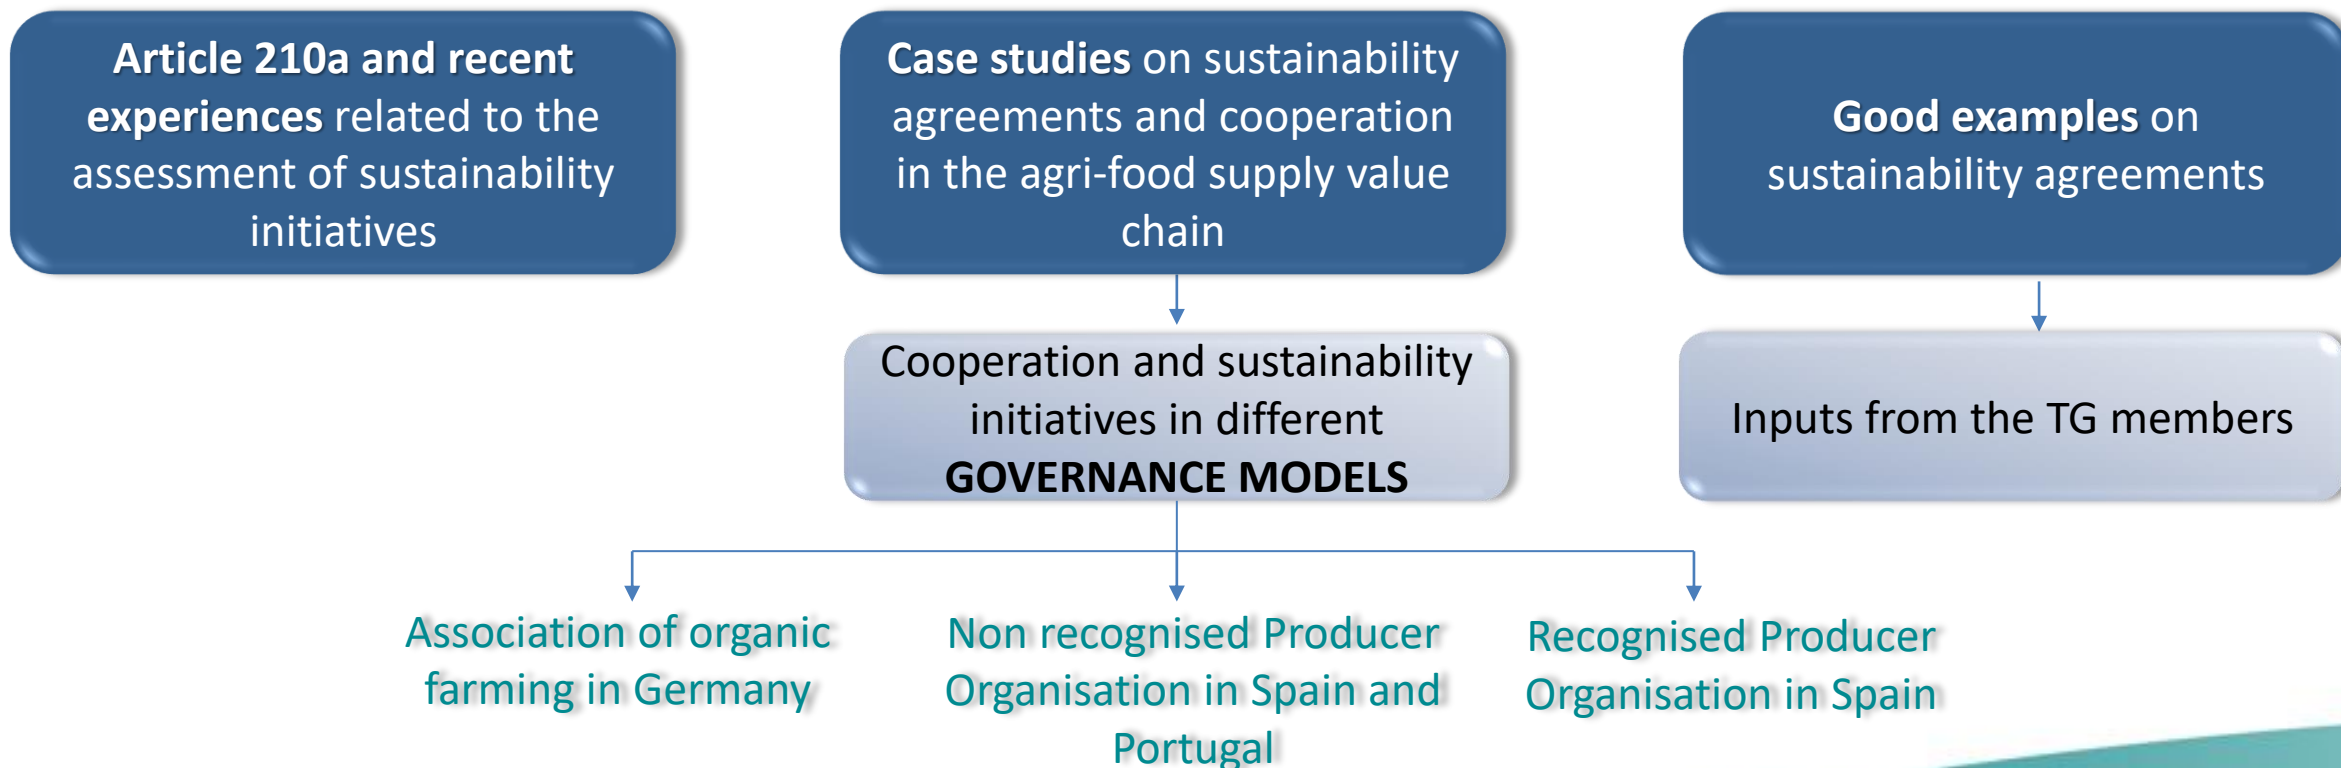 Article 210a and recent
experiences related to the
assessment of sustainability
initiatives
Case studies on sustainability
agreements and cooperation
in the agri-food supply value
chain
Good examples on
sustainability agreements
Cooperation and sustainability
initiatives in different
GOVERNANCE MODELS
Inputs from the TG members
Association of organic
farming in Germany
Non recognised Producer
Organisation in Spain and
Portugal
Recognised Producer
Organisation in Spain